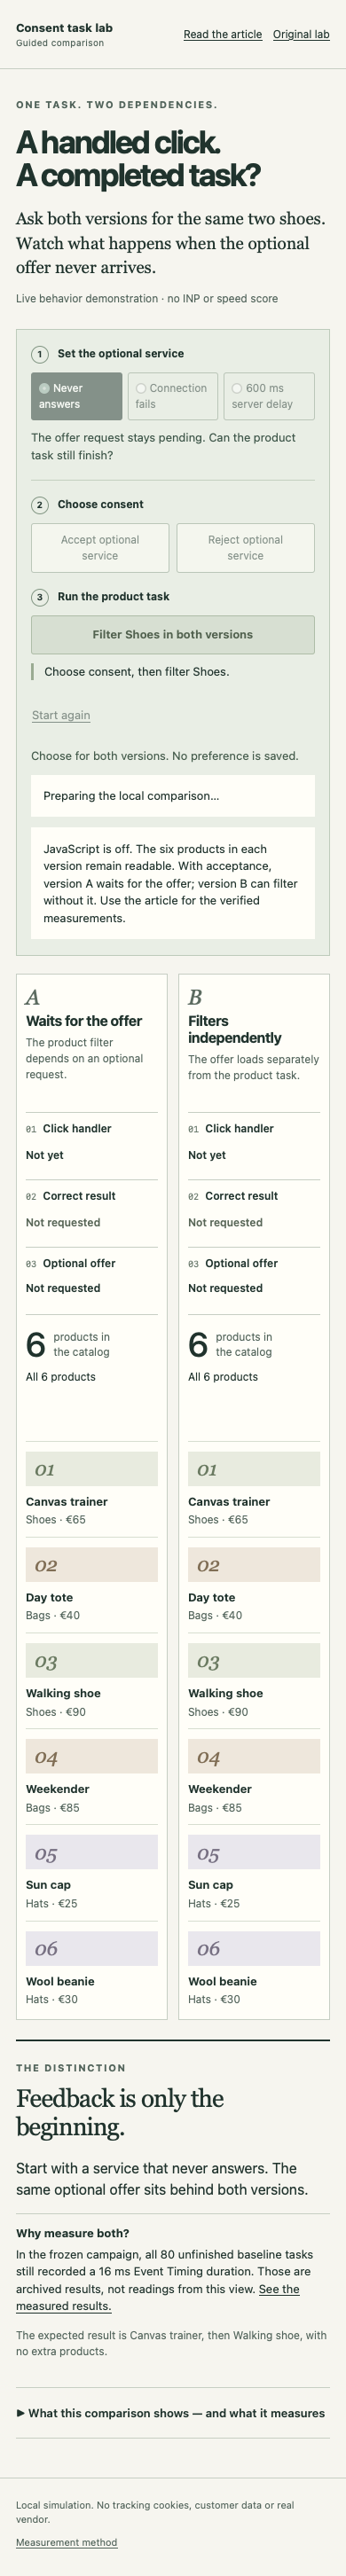 Consent task lab
Guided comparison
Read the article
Original lab
ONE TASK. TWO DEPENDENCIES.
A handled click.
A completed task?
Ask both versions for the same two shoes.
Watch what happens when the optional
offer never arrives.
Live behavior demonstration · no INP or speed score
1 Set the optional service
Never
answers
Connection
fails
600 ms
server delay
The offer request stays pending. Can the product
task still finish?
2 Choose consent
Accept optional
service
Reject optional
service
3 Run the product task
Filter Shoes in both versions
Choose consent, then filter Shoes.
Start again
Choose for both versions. No preference is saved.
Preparing the local comparison…
JavaScript is off. The six products in each
version remain readable. With acceptance,
version A waits for the offer; version B can filter
without it. Use the article for the verified
measurements.
A
Waits for the offer
The product filter
depends on an optional
request.
01 Click handler
Not yet
02 Correct result
Not requested
03 Optional offer
Not requested
6 products in
the catalog
All 6 products
01
Canvas trainer
Shoes · €65
02
Day tote
Bags · €40
03
Walking shoe
Shoes · €90
04
Weekender
Bags · €85
05
Sun cap
Hats · €25
06
Wool beanie
Hats · €30
B
Filters
independently
The offer loads separately
from the product task.
01 Click handler
Not yet
02 Correct result
Not requested
03 Optional offer
Not requested
6 products in
the catalog
All 6 products
01
Canvas trainer
Shoes · €65
02
Day tote
Bags · €40
03
Walking shoe
Shoes · €90
04
Weekender
Bags · €85
05
Sun cap
Hats · €25
06
Wool beanie
Hats · €30
THE DISTINCTION
Feedback is only the
beginning.
Start with a service that never answers. The
same optional offer sits behind both versions.
Why measure both?
In the frozen campaign, all 80 unfinished baseline tasks
still recorded a 16 ms Event Timing duration. Those are
archived results, not readings from this view. See the
measured results.
The expected result is Canvas trainer, then Walking shoe, with
no extra products.
What this comparison shows — and what it measures
Local simulation. No tracking cookies, customer data or real
vendor.
Measurement method